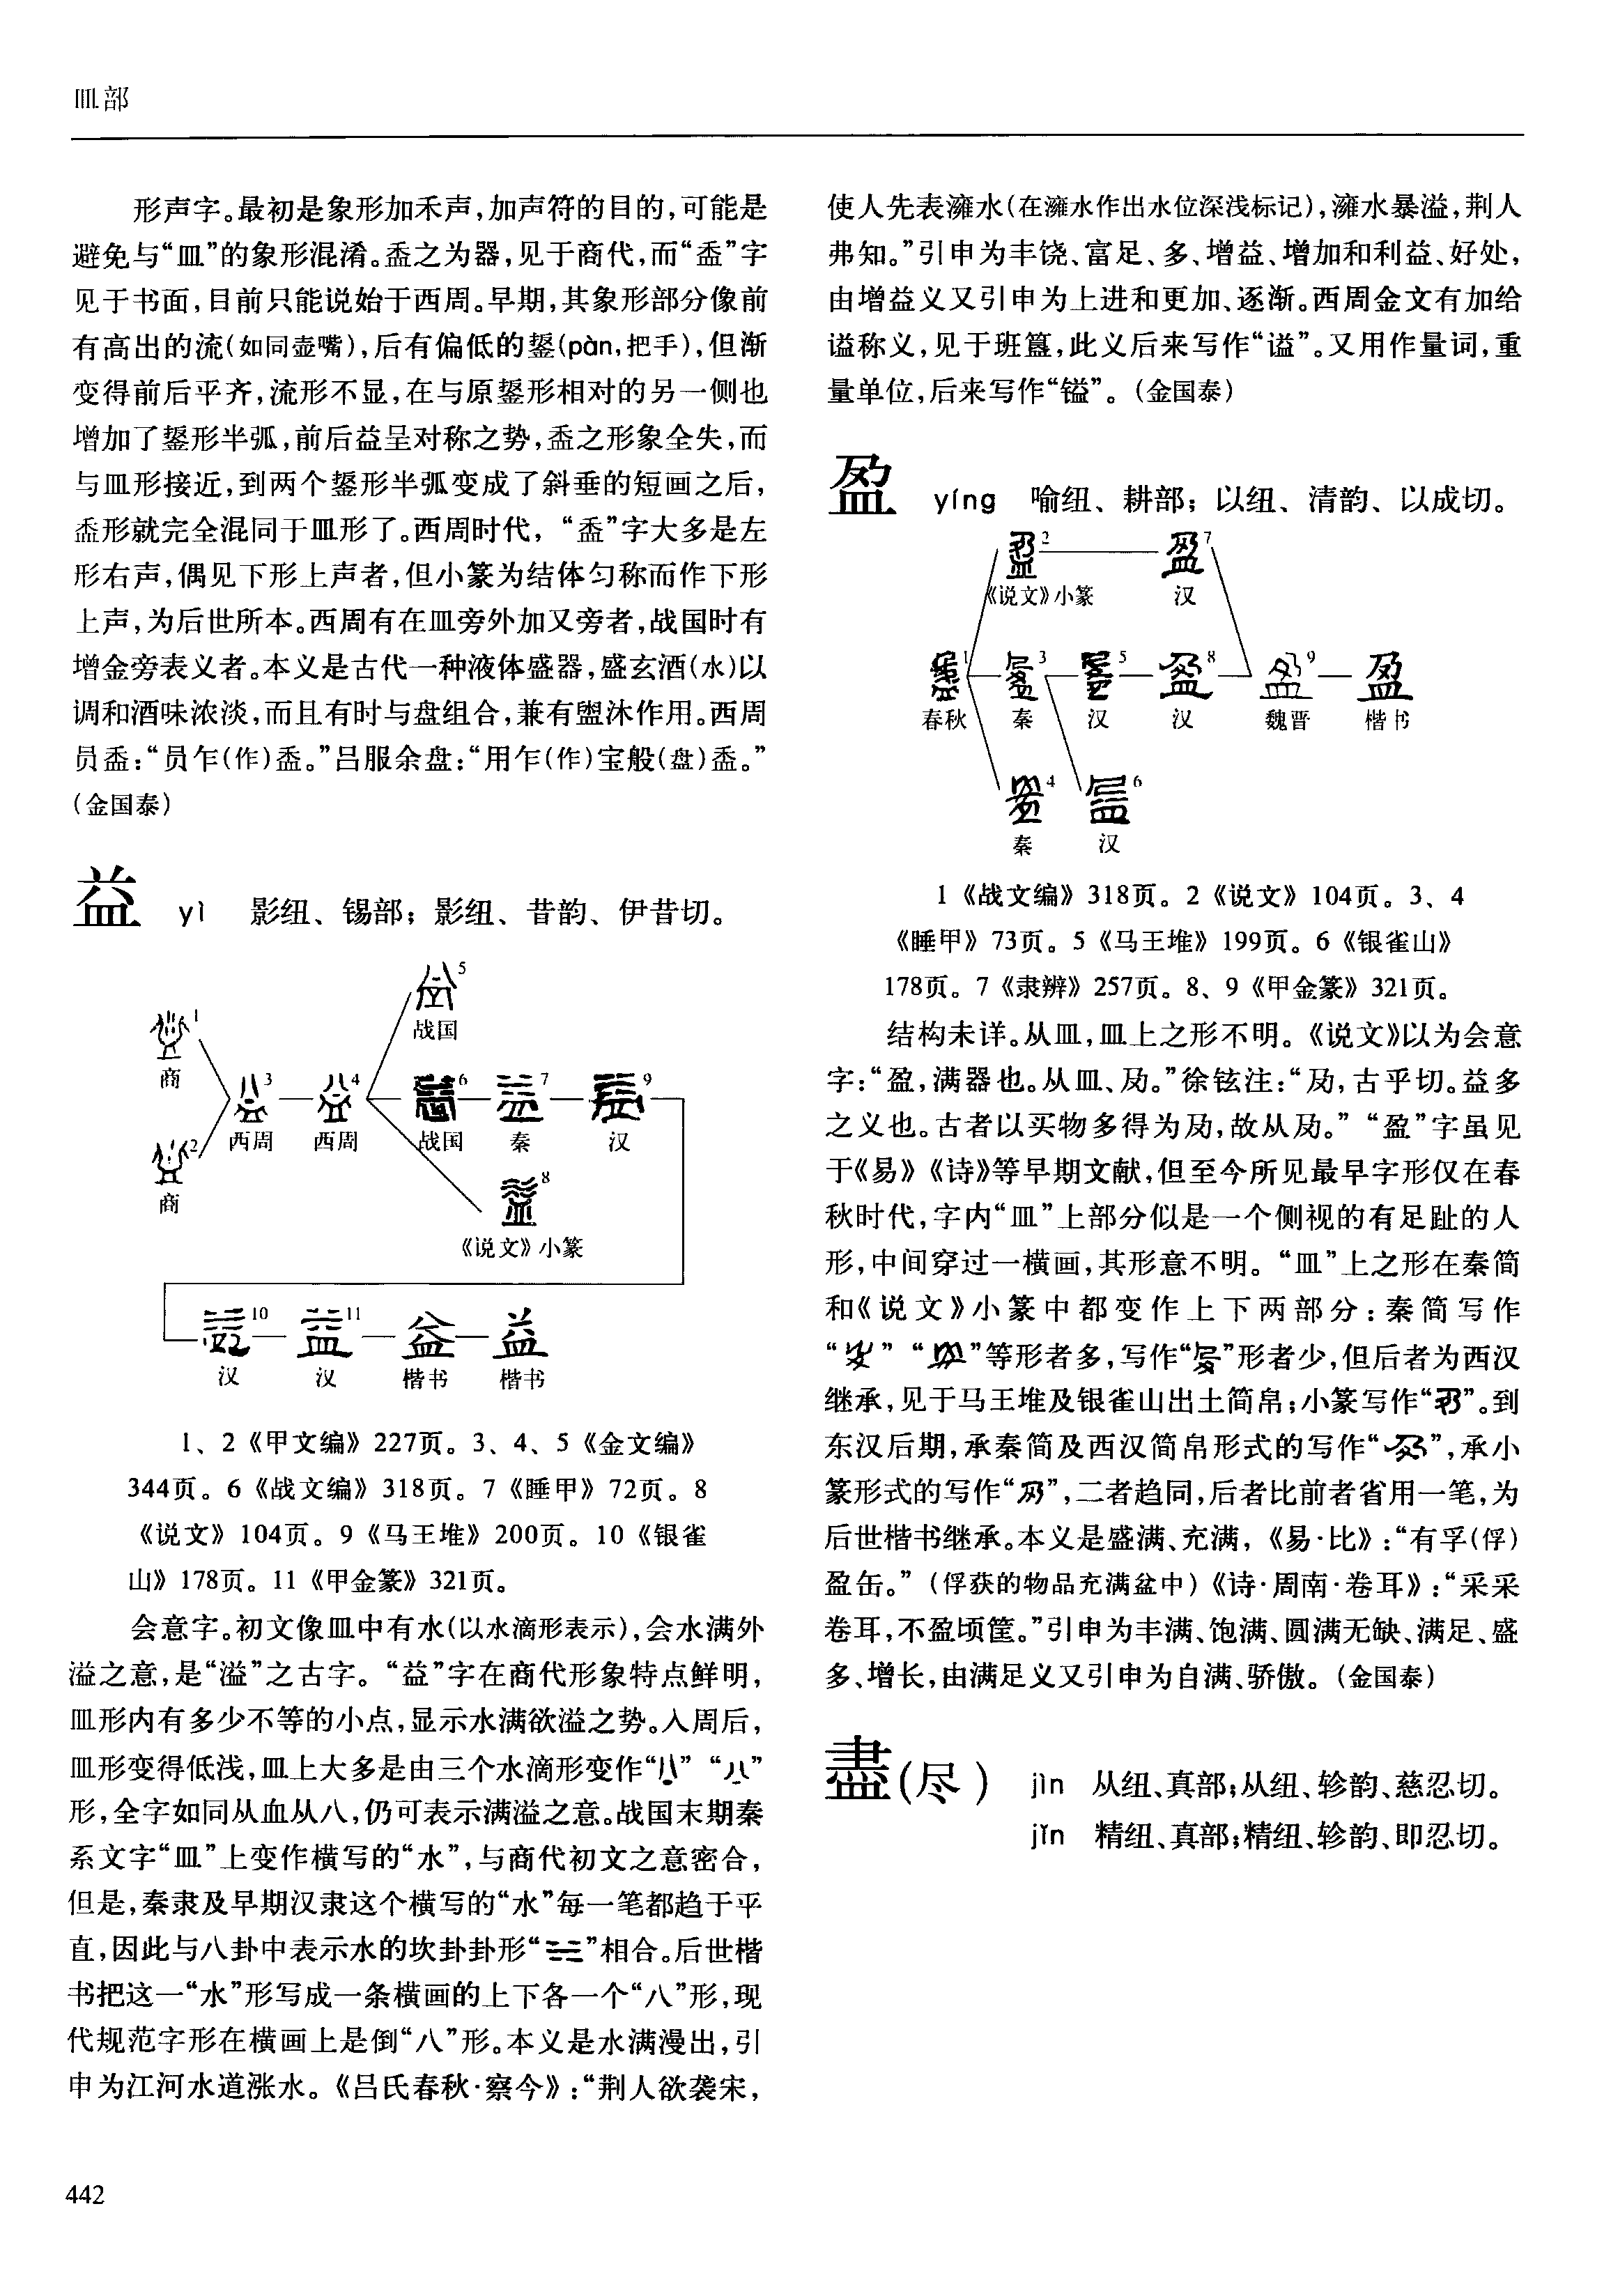 皿部
形声字。最初是象形加禾声,加声符的目的,可能是
避免与“皿”的象形混淆。盉之为器,见于商代,而“盉”字
见于书面,目前只能说始于西周。早期,其象形部分像前
有高出的流(如同壶嘴),后有偏低的鋬(pàn,把手),但渐
变得前后平齐,流形不显,在与原鋬形相对的另一侧也
增加了鋬形半弧,前后益呈对称之势,盉之形象全失,而
与皿形接近,到两个鋬形半弧变成了斜垂的短画之后,
盉形就完全混同于皿形了。西周时代,“盉”字大多是左
形右声,偶见下形上声者,但小篆为结体匀称而作下形
上声,为后世所本。西周有在皿旁外加又旁者,战国时有
增金旁表义者。本义是古代一种液体盛器,盛玄酒(水)以
调和酒味浓淡,而且有时与盘组合,兼有盥沐作用。西周
员盉:“员乍(作)盉。”吕服余盘:“用乍(作)宝般(盘)盉。”
(金国泰)
益 yì 影纽、锡部;影纽、昔韵、伊昔切。
5
战国
1
商
3
西周
4
西周
6
战国
7
秦
9
汉
2
商
8
《说文》小篆
10
汉
11
汉
益
楷书
益
楷书
1、2《甲文编》227页。3、4、5《金文编》
344页。6《战文编》318页。7《睡甲》72页。8
《说文》104页。9《马王堆》200页。10《银雀
山》178页。11《甲金篆》321页。
会意字。初文像皿中有水(以水滴形表示),会水满外
溢之意,是“溢”之古字。“益”字在商代形象特点鲜明,
皿形内有多少不等的小点,显示水满欲溢之势。入周后,
皿形变得低浅,皿上大多是由三个水滴形变作“”“”
形,全字如同从血从八,仍可表示满溢之意。战国末期秦
系文字“皿”上变作横写的“水”,与商代初文之意密合,
但是,秦隶及早期汉隶这个横写的“水”每一笔都趋于平
直,因此与八卦中表示水的坎卦卦形“☵”相合。后世楷
书把这一“水”形写成一条横画的上下各一个“八”形,现
代规范字形在横画上是倒“八”形。本义是水满漫出,引
申为江河水道涨水。《吕氏春秋·察今》:“荆人欲袭宋,
使人先表澭水(在澭水作出水位深浅标记),澭水暴溢,荆人
弗知。”引申为丰饶、富足、多、增益、增加和利益、好处,
由增益义又引申为上进和更加、逐渐。西周金文有加给
谥称义,见于班簋,此义后来写作“谥”。又用作量词,重
量单位,后来写作“镒”。(金国泰)
盈 yíng 喻纽、耕部;以纽、清韵、以成切。
2
《说文》小篆
7
汉
1
春秋
3
秦
5
汉
8
汉
9
魏晋
盈
楷书
4
秦
6
汉
1《战文编》318页。2《说文》104页。3、4
《睡甲》73页。5《马王堆》199页。6《银雀山》
178页。7《隶辨》257页。8、9《甲金篆》321页。
结构未详。从皿,皿上之形不明。《说文》以为会意
字:“盈,满器也。从皿、夃。”徐铉注:“夃,古乎切。益多
之义也。古者以买物多得为夃,故从夃。”“盈”字虽见
于《易》《诗》等早期文献,但至今所见最早字形仅在春
秋时代,字内“皿”上部分似是一个侧视的有足趾的人
形,中间穿过一横画,其形意不明。“皿”上之形在秦简
和《说文》小篆中都变作上下两部分:秦简写作
“”“”等形者多,写作“”形者少,但后者为西汉
继承,见于马王堆及银雀山出土简帛;小篆写作“”。到
东汉后期,承秦简及西汉简帛形式的写作“”,承小
篆形式的写作“”,二者趋同,后者比前者省用一笔,为
后世楷书继承。本义是盛满、充满,《易·比》:“有孚(俘)
盈缶。”(俘获的物品充满盆中)《诗·周南·卷耳》:“采采
卷耳,不盈顷筐。”引申为丰满、饱满、圆满无缺、满足、盛
多、增长,由满足义又引申为自满、骄傲。(金国泰)
盡(尽) jìn 从纽、真部;从纽、轸韵、慈忍切。
jǐn 精纽、真部;精纽、轸韵、即忍切。
442